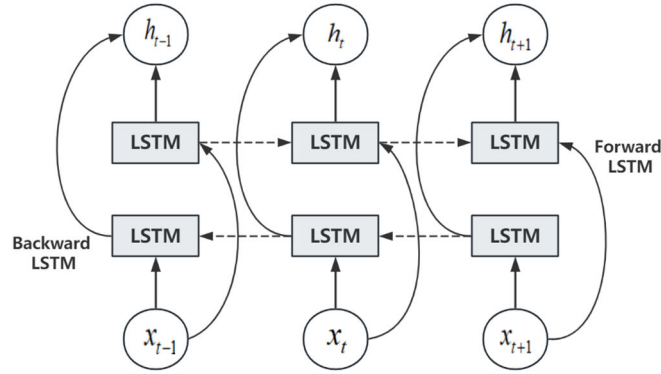 h_{t-1} h_t h_{t+1}
LSTM LSTM LSTM
Forward
LSTM
Backward
LSTM
LSTM LSTM LSTM
x_{t-1} x_t x_{t+1}